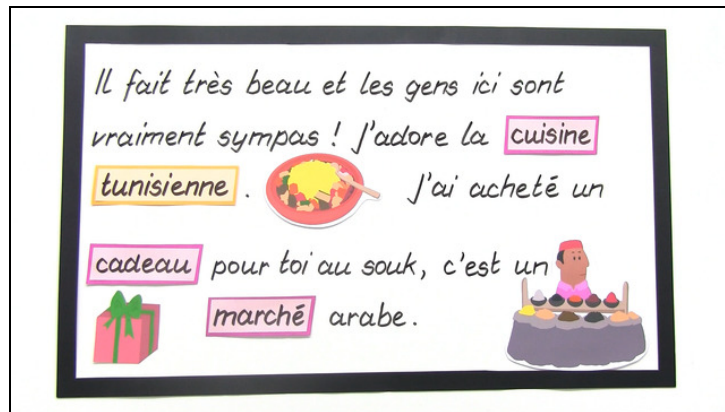 Il fait très beau et les gens ici sont
vraiment sympas ! J'adore la cuisine
tunisienne . J'ai acheté un
cadeau pour toi au souk, c'est un
marché arabe.